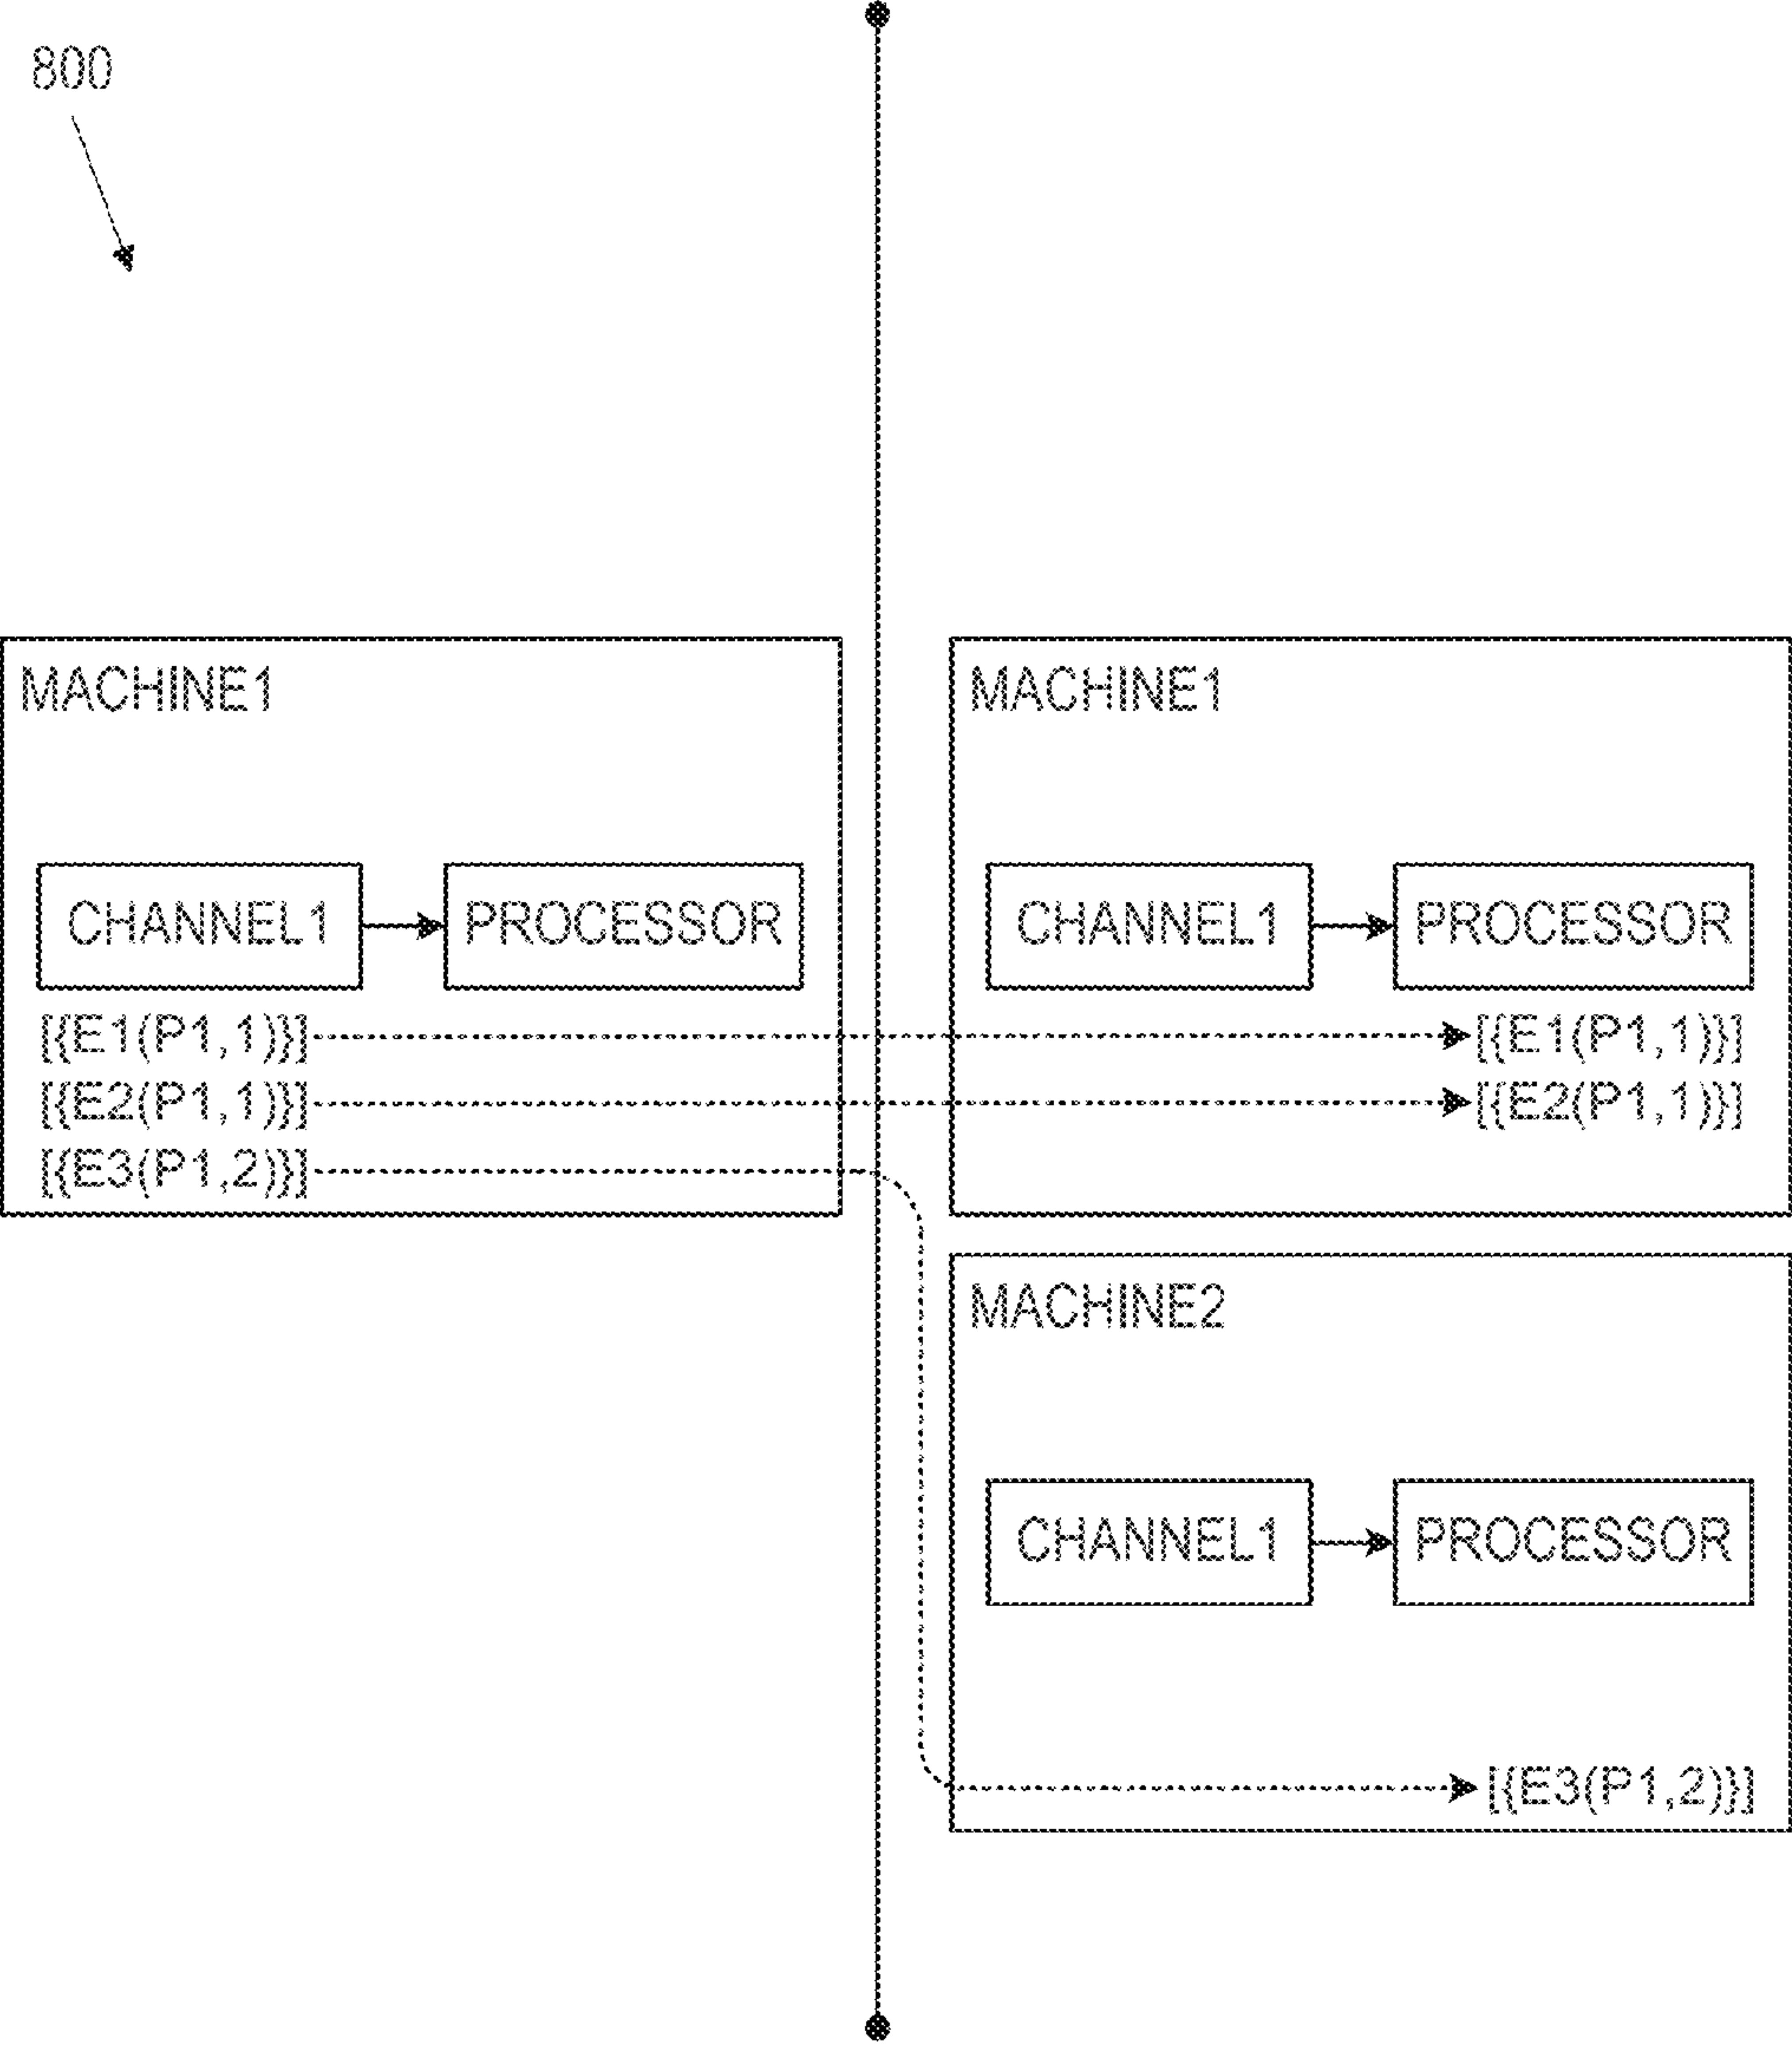 800
MACHINE1
CHANNEL1
PROCESSOR
[{E1(P1,1)}]
[{E2(P1,1)}]
[{E3(P1,2)}]
MACHINE1
CHANNEL1
PROCESSOR
[{E1(P1,1)}]
[{E2(P1,1)}]
MACHINE2
CHANNEL1
PROCESSOR
[{E3(P1,2)}]